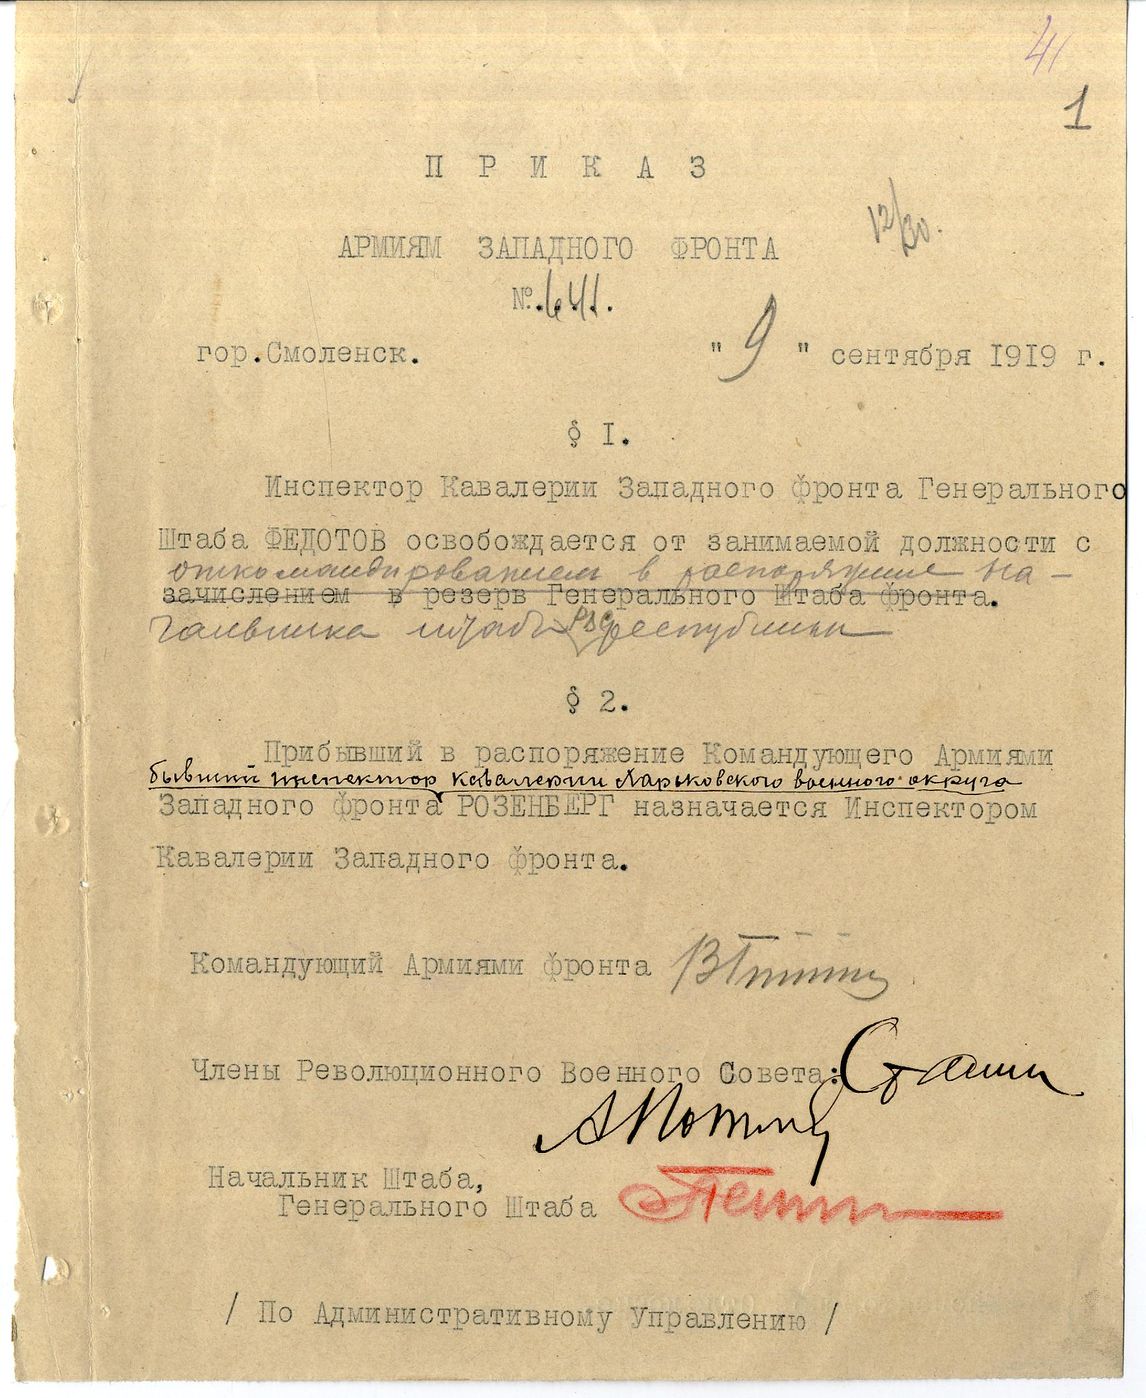 41
1
П Р И К А З
12/30.
АРМИЯМ ЗАПАДНОГО ФРОНТА
№.641.
гор.Смоленск. " 9 " сентября 1919 г.
§ I.
Инспектор Кавалерии Западного фронта Генерального
Штаба ФЕДОТОВ освобождается от занимаемой должности с
откомандированием в распоряжение на-
зачислением в резерв Генерального Штаба фронта.
чальника штаба РВС республики
§ 2.
Прибывший в распоряжение Командующего Армиями
бывший инспектор кавалерии Харьковского военного округа
Западного фронта РОЗЕНБЕРГ назначается Инспектором
Кавалерии Западного фронта.
Командующий Армиями фронта
Члены Революционного Военного Совета:
Начальник Штаба,
Генерального Штаба
/ По Административному Управлению /